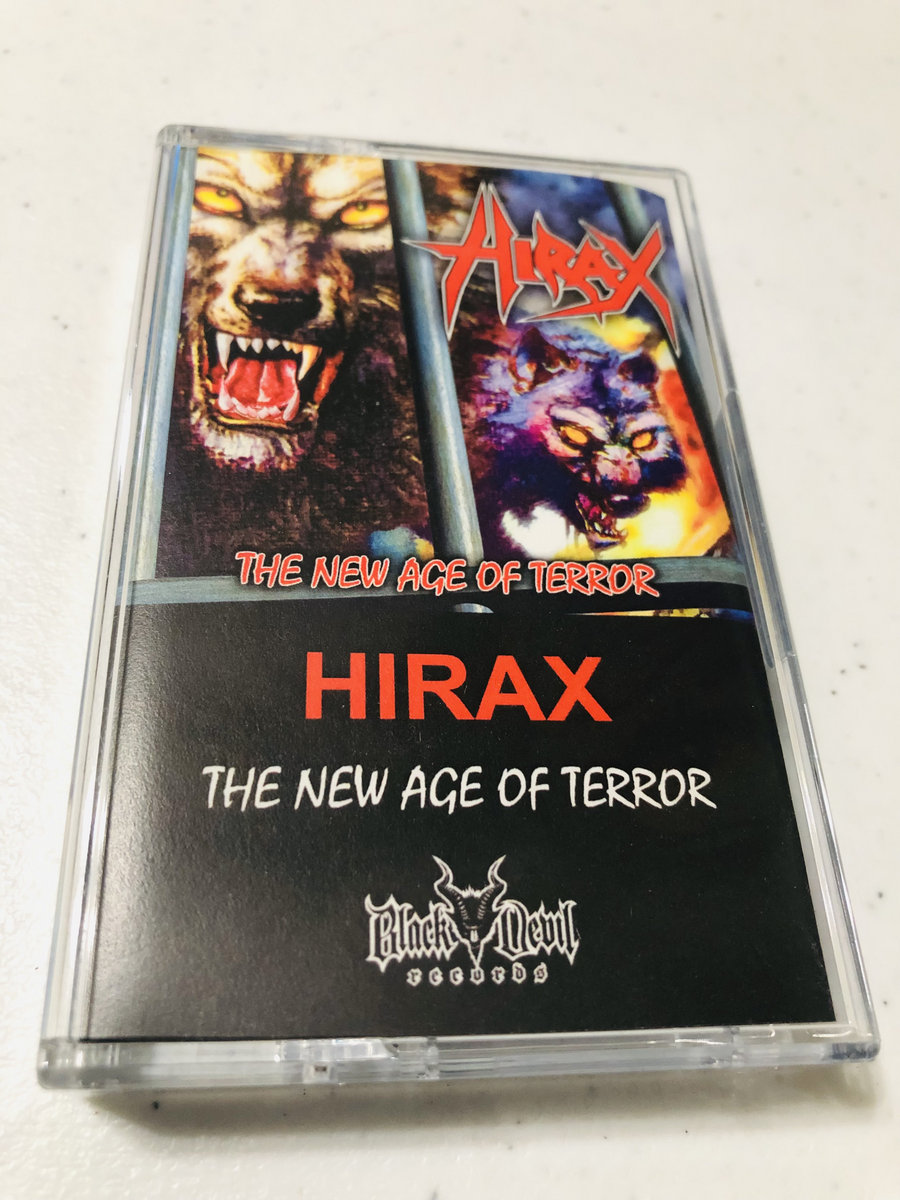 HIRAX
THE NEW AGE OF TERROR
HIRAX
THE NEW AGE OF TERROR
Black Devil
records